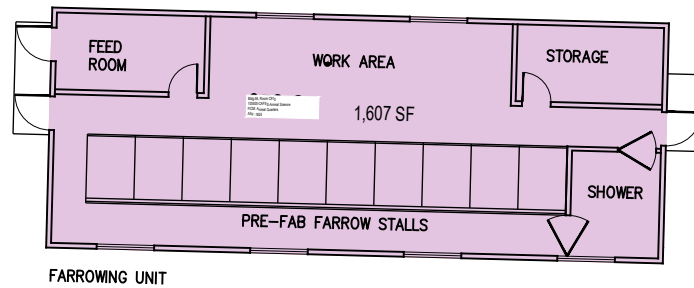 FEED
ROOM
WORK AREA
STORAGE
1,607 SF
SHOWER
PRE-FAB FARROW STALLS
FARROWING UNIT